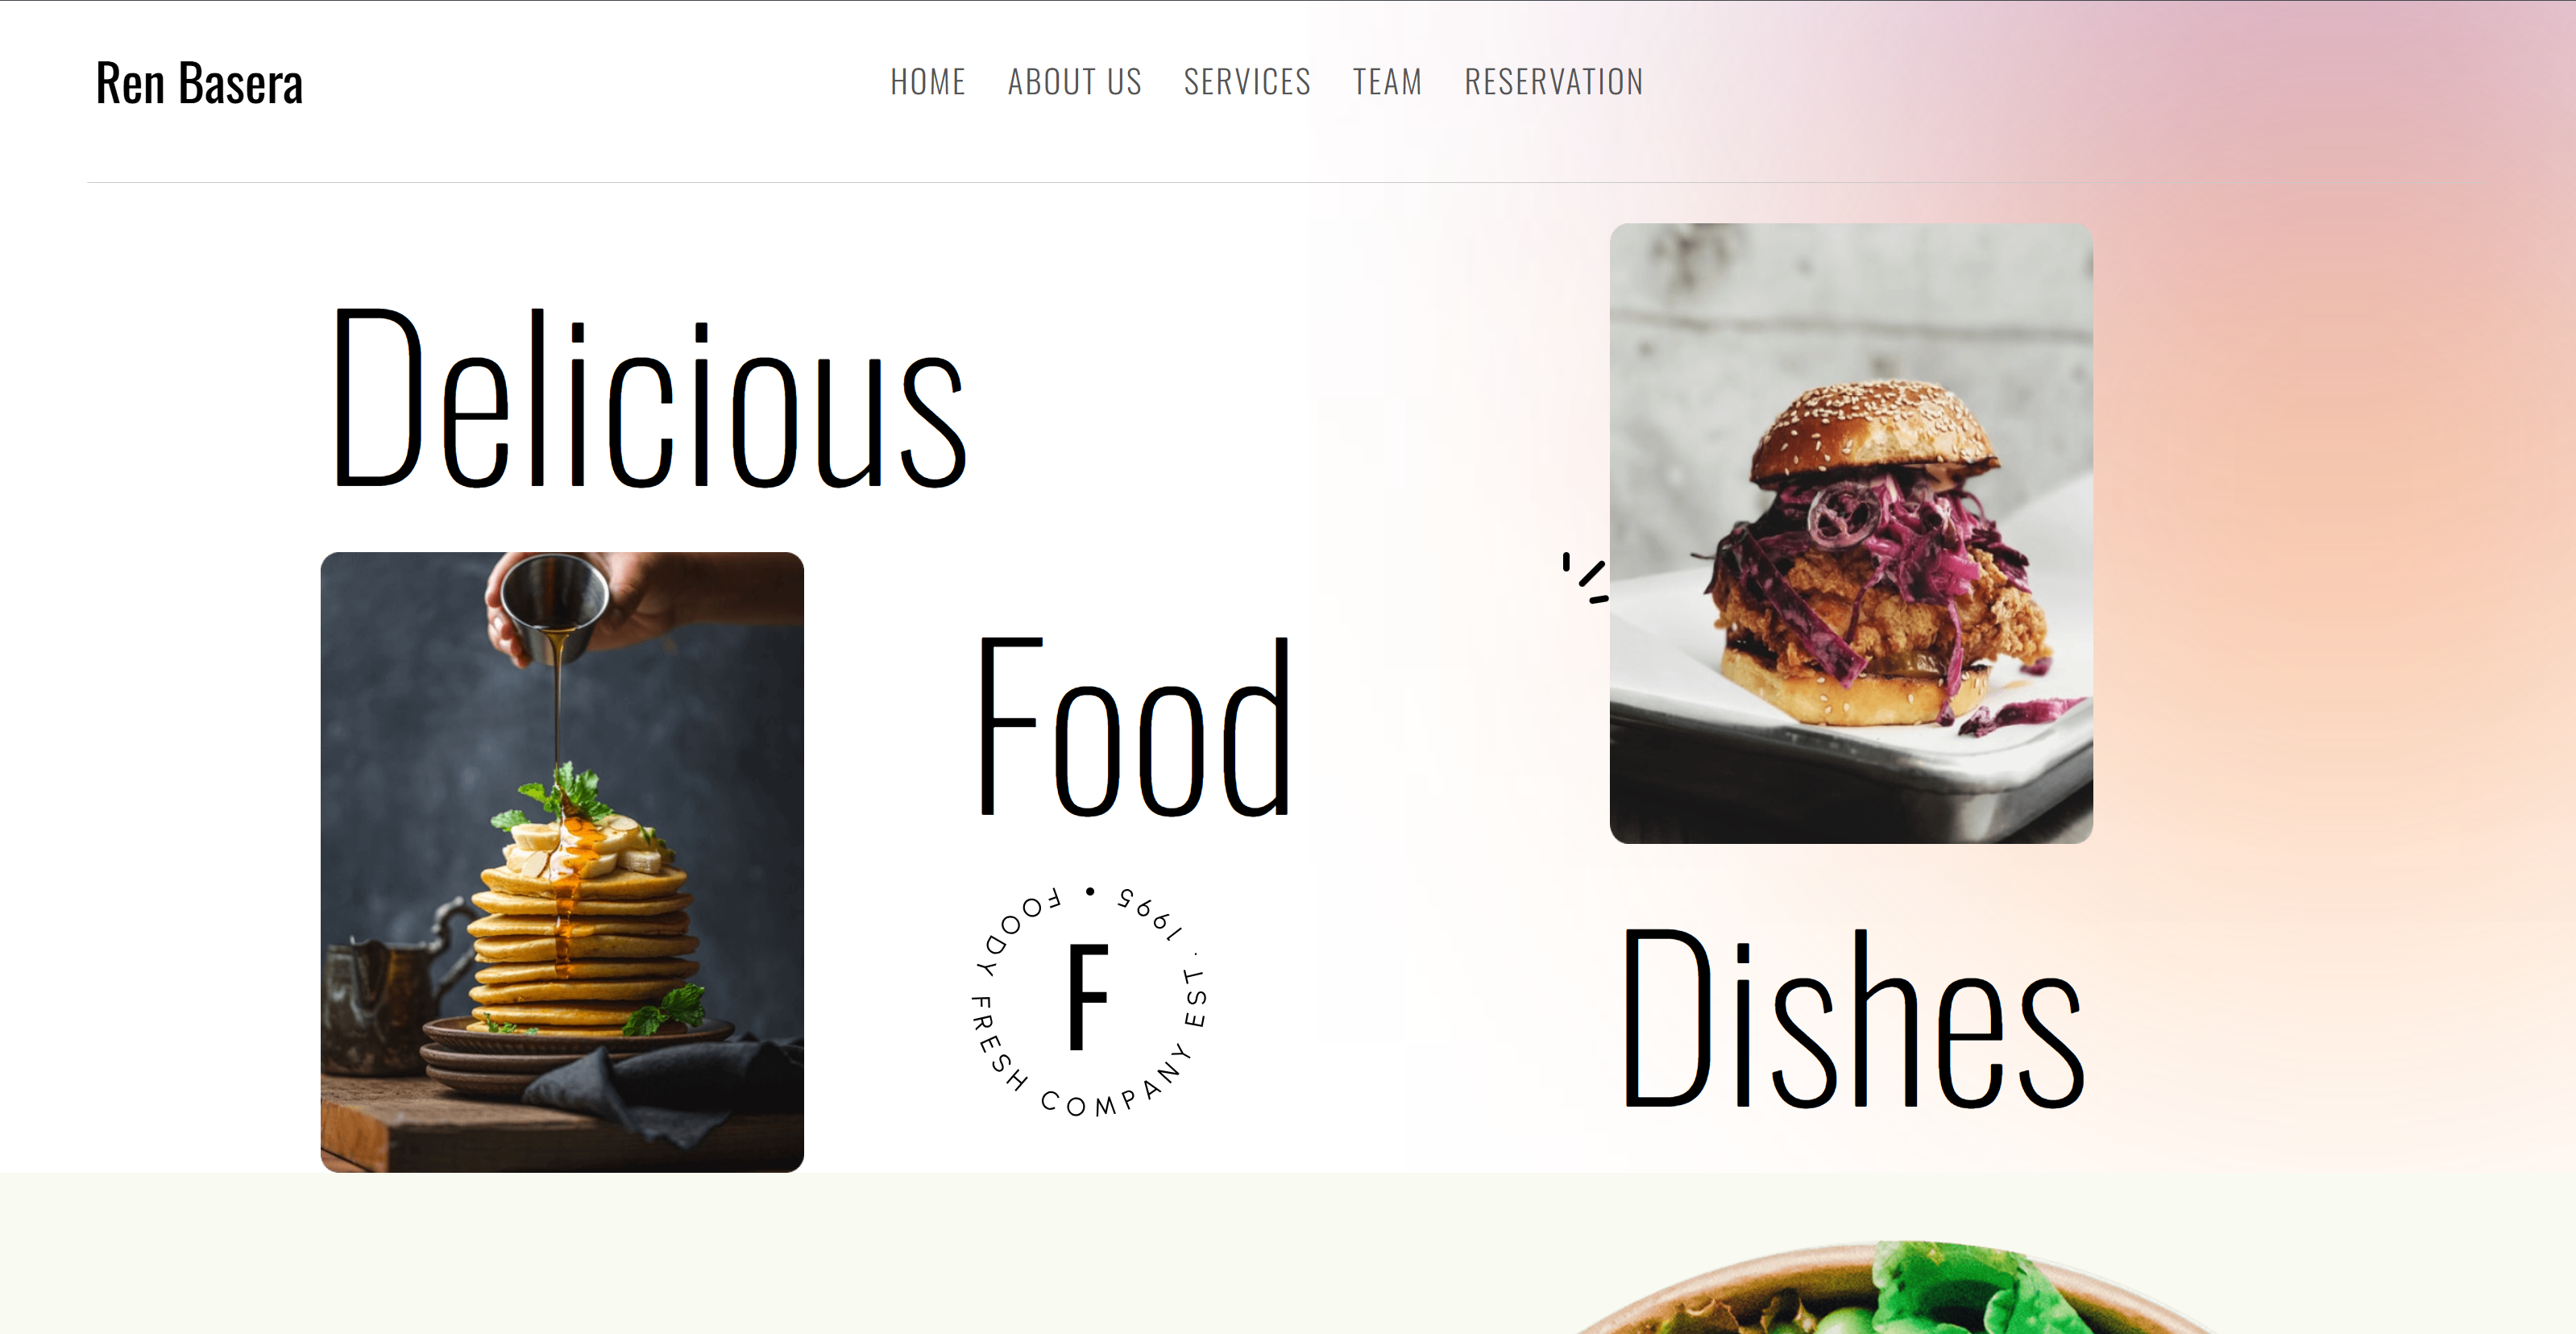 Ren Basera
HOME ABOUT US SERVICES TEAM RESERVATION
Delicious
Food
FOODY FRESH COMPANY EST. 1995 •
F
Dishes